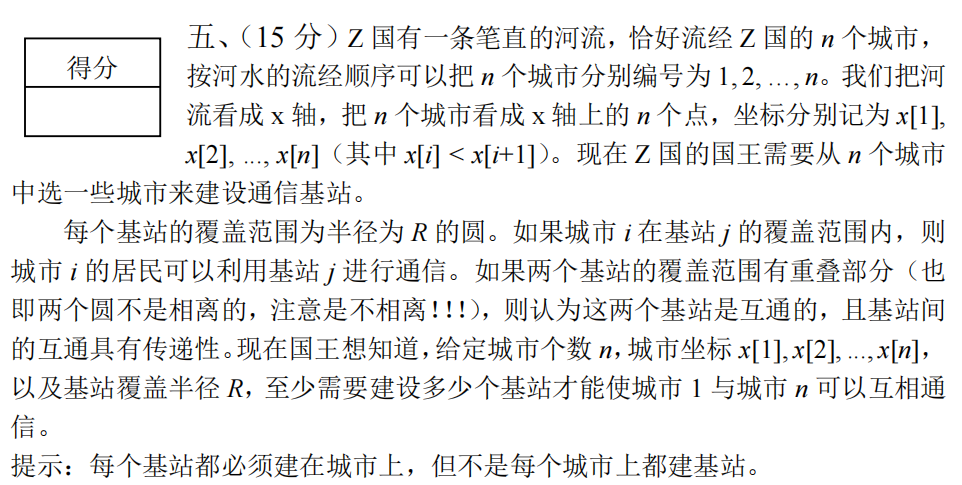 得分
五、（15 分）Z 国有一条笔直的河流，恰好流经 Z 国的 n 个城市，
按河水的流经顺序可以把 n 个城市分别编号为 1, 2, …, n。我们把河
流看成 x 轴，把 n 个城市看成 x 轴上的 n 个点，坐标分别记为 x[1],
x[2], ..., x[n]（其中 x[i] < x[i+1]）。现在 Z 国的国王需要从 n 个城市
中选一些城市来建设通信基站。
每个基站的覆盖范围为半径为 R 的圆。如果城市 i 在基站 j 的覆盖范围内，则
城市 i 的居民可以利用基站 j 进行通信。如果两个基站的覆盖范围有重叠部分（也
即两个圆不是相离的，注意是不相离!!!），则认为这两个基站是互通的，且基站间
的互通具有传递性。现在国王想知道，给定城市个数 n，城市坐标 x[1], x[2], ..., x[n]，
以及基站覆盖半径 R，至少需要建设多少个基站才能使城市 1 与城市 n 可以互相通
信。
提示：每个基站都必须建在城市上，但不是每个城市上都建基站。